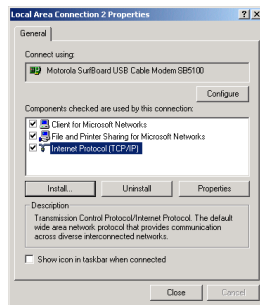 Local Area Connection 2 Properties
General
Connect using:
Motorola SurfBoard USB Cable Modem SB5100
Configure
Components checked are used by this connection:
Client for Microsoft Networks
File and Printer Sharing for Microsoft Networks
Internet Protocol (TCP/IP)
Install...
Uninstall
Properties
Description
Transmission Control Protocol/Internet Protocol. The default
wide area network protocol that provides communication
across diverse interconnected networks.
Show icon in taskbar when connected
Close
Cancel